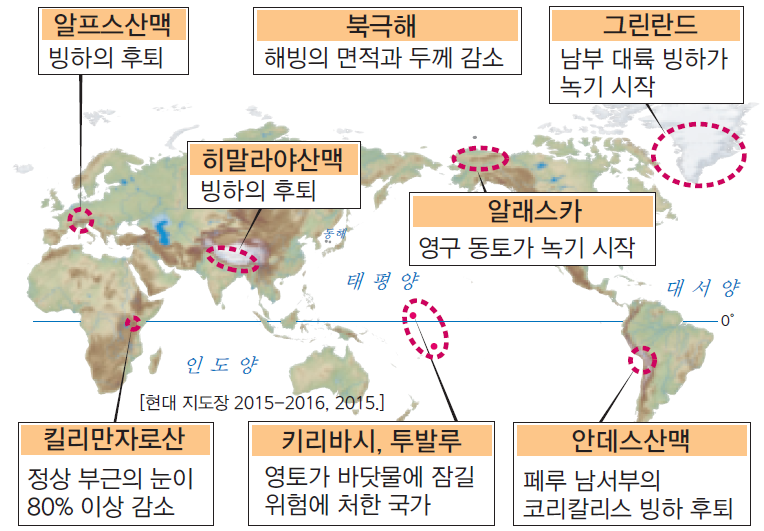 알프스산맥
빙하의 후퇴
북극해
해빙의 면적과 두께 감소
그린란드
남부 대륙 빙하가
녹기 시작
히말라야산맥
빙하의 후퇴
알래스카
영구 동토가 녹기 시작
동해
태평양
대서양
0°
인도양
[현대 지도장 2015-2016, 2015.]
킬리만자로산
정상 부근의 눈이
80% 이상 감소
키리바시, 투발루
영토가 바닷물에 잠길
위험에 처한 국가
안데스산맥
페루 남서부의
코리칼리스 빙하 후퇴